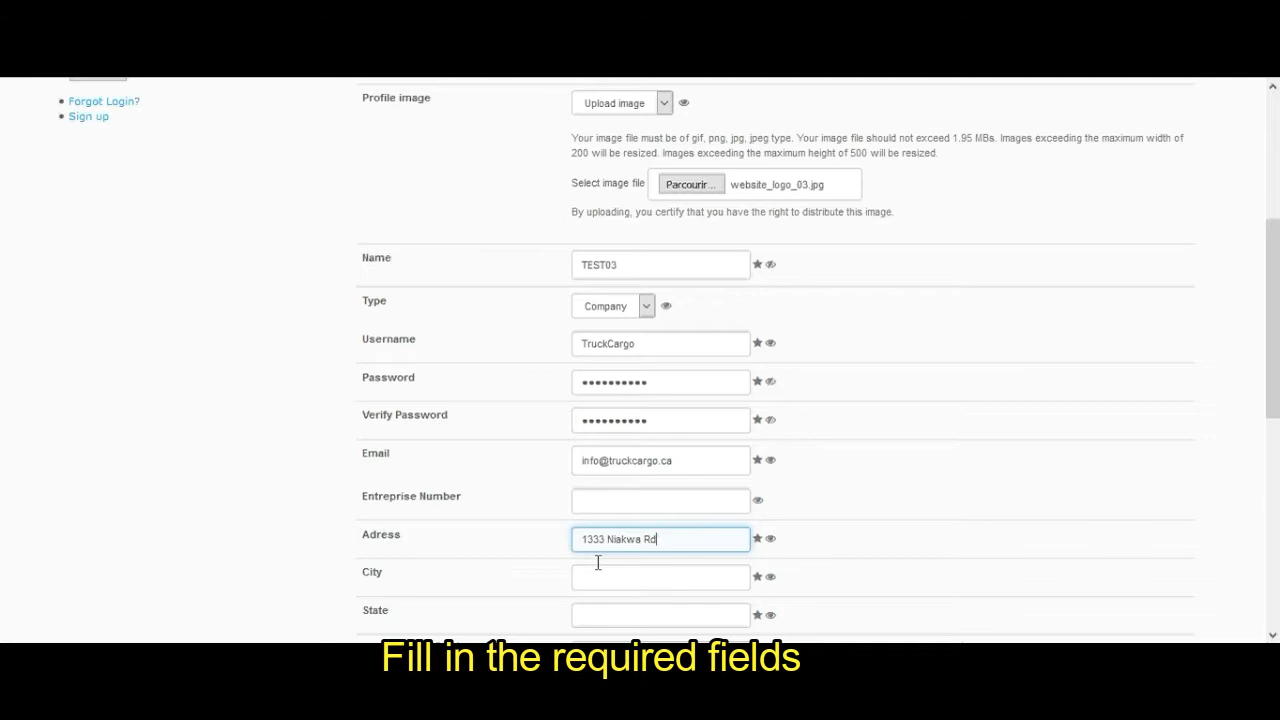 Forgot Login?
Sign up
Profile image
Upload image
Your image file must be of gif, png, jpg, jpeg type. Your image file should not exceed 1.95 MBs. Images exceeding the maximum width of
200 will be resized. Images exceeding the maximum height of 500 will be resized.
Select image file Parcourir... website_logo_03.jpg
By uploading, you certify that you have the right to distribute this image.
Name TEST03
Type Company
Username TruckCargo
Password ●●●●●●●●●●
Verify Password ●●●●●●●●●●
Email info@truckcargo.ca
Entreprise Number
Adress 1333 Niakwa Rd
City
State
Fill in the required fields